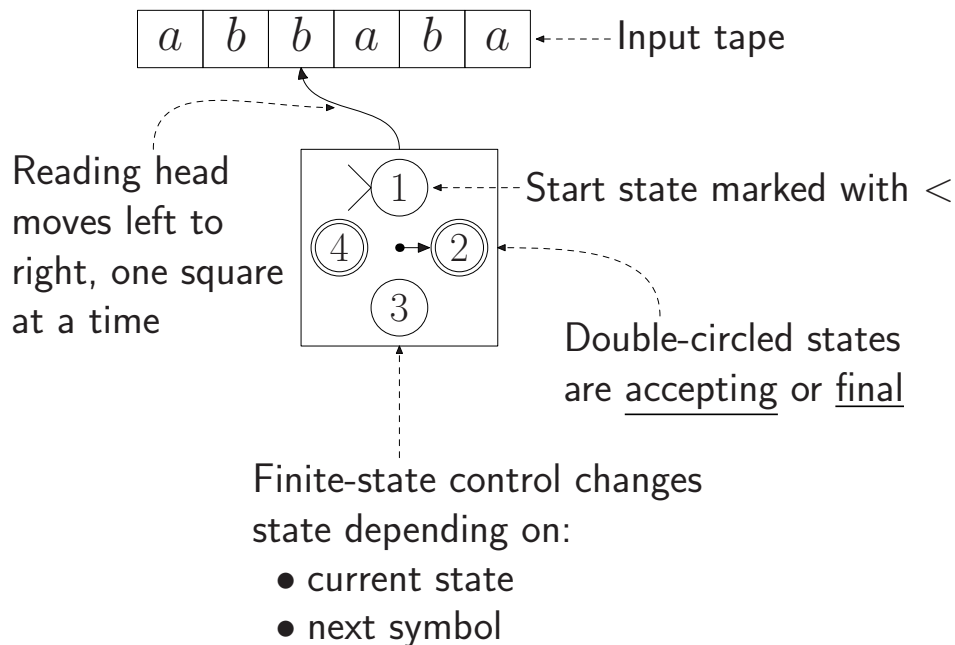 a b b a b a
Input tape
Reading head
moves left to
right, one square
at a time
1
Start state marked with <
4
2
3
Double-circled states
are accepting or final
Finite-state control changes
state depending on:
• current state
• next symbol